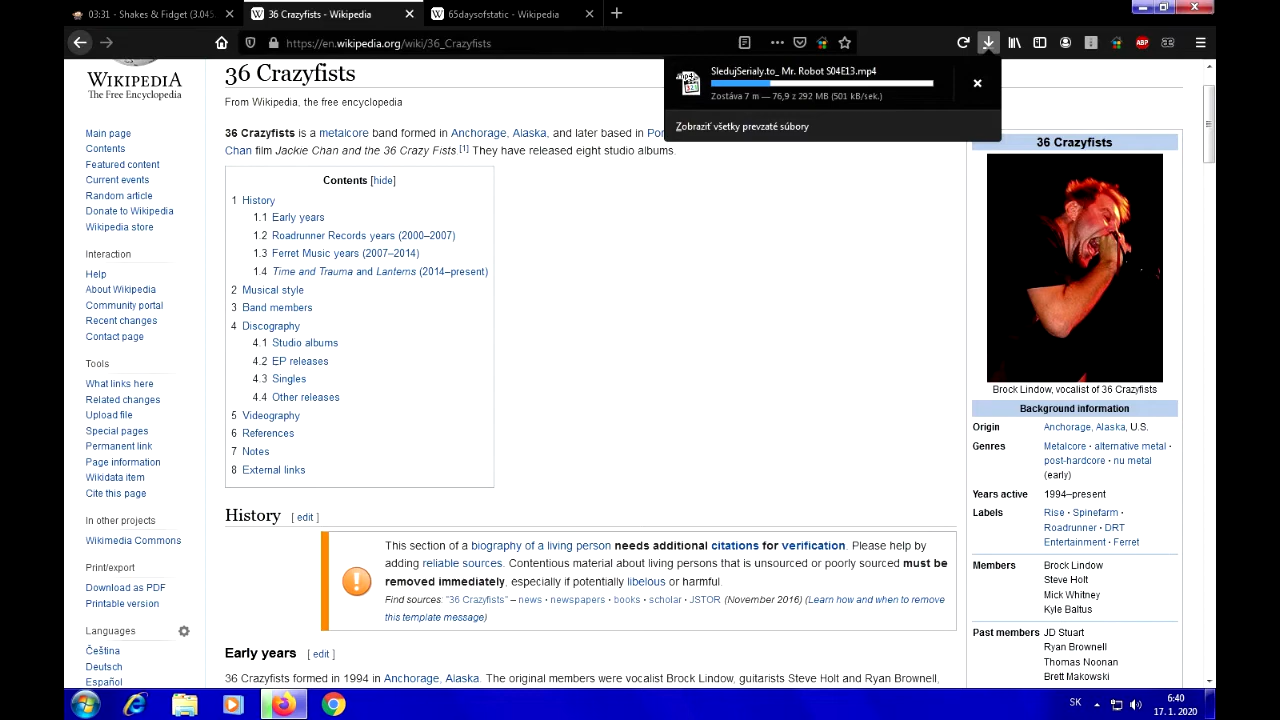 03:31 - Shakes & Fidget (3.045
36 Crazyfists - Wikipedia
65daysofstatic - Wikipedia
https://en.wikipedia.org/wiki/36_Crazyfists
ABP
SledujSerialy.to_ Mr. Robot S04E13.mp4
Zostáva 7 m — 76,9 z 292 MB (501 kB/sek.)
Zobraziť všetky prevzaté súbory
WIKIPEDIA
The Free Encyclopedia
Main page
Contents
Featured content
Current events
Random article
Donate to Wikipedia
Wikipedia store
Interaction
Help
About Wikipedia
Community portal
Recent changes
Contact page
Tools
What links here
Related changes
Upload file
Special pages
Permanent link
Page information
Wikidata item
Cite this page
In other projects
Wikimedia Commons
Print/export
Download as PDF
Printable version
Languages
Čeština
Deutsch
Español
36 Crazyfists
From Wikipedia, the free encyclopedia
36 Crazyfists is a metalcore band formed in Anchorage, Alaska, and later based in Por
Chan film Jackie Chan and the 36 Crazy Fists.[1] They have released eight studio albums.
Contents [hide]
1 History
1.1 Early years
1.2 Roadrunner Records years (2000–2007)
1.3 Ferret Music years (2007–2014)
1.4 Time and Trauma and Lanterns (2014–present)
2 Musical style
3 Band members
4 Discography
4.1 Studio albums
4.2 EP releases
4.3 Singles
4.4 Other releases
5 Videography
6 References
7 Notes
8 External links
History [ edit ]
This section of a biography of a living person needs additional citations for verification. Please help by
adding reliable sources. Contentious material about living persons that is unsourced or poorly sourced must be
removed immediately, especially if potentially libelous or harmful.
Find sources: "36 Crazyfists" – news · newspapers · books · scholar · JSTOR (November 2016) (Learn how and when to remove
this template message)
Early years [ edit ]
36 Crazyfists formed in 1994 in Anchorage, Alaska. The original members were vocalist Brock Lindow, guitarists Steve Holt and Ryan Brownell,
36 Crazyfists
Brock Lindow, vocalist of 36 Crazyfists
Background information
Origin Anchorage, Alaska, U.S.
Genres Metalcore · alternative metal ·
post-hardcore · nu metal
(early)
Years active 1994–present
Labels Rise · Spinefarm ·
Roadrunner · DRT
Entertainment · Ferret
Members Brock Lindow
Steve Holt
Mick Whitney
Kyle Baltus
Past members JD Stuart
Ryan Brownell
Thomas Noonan
Brett Makowski
SK
6:40
17. 1. 2020